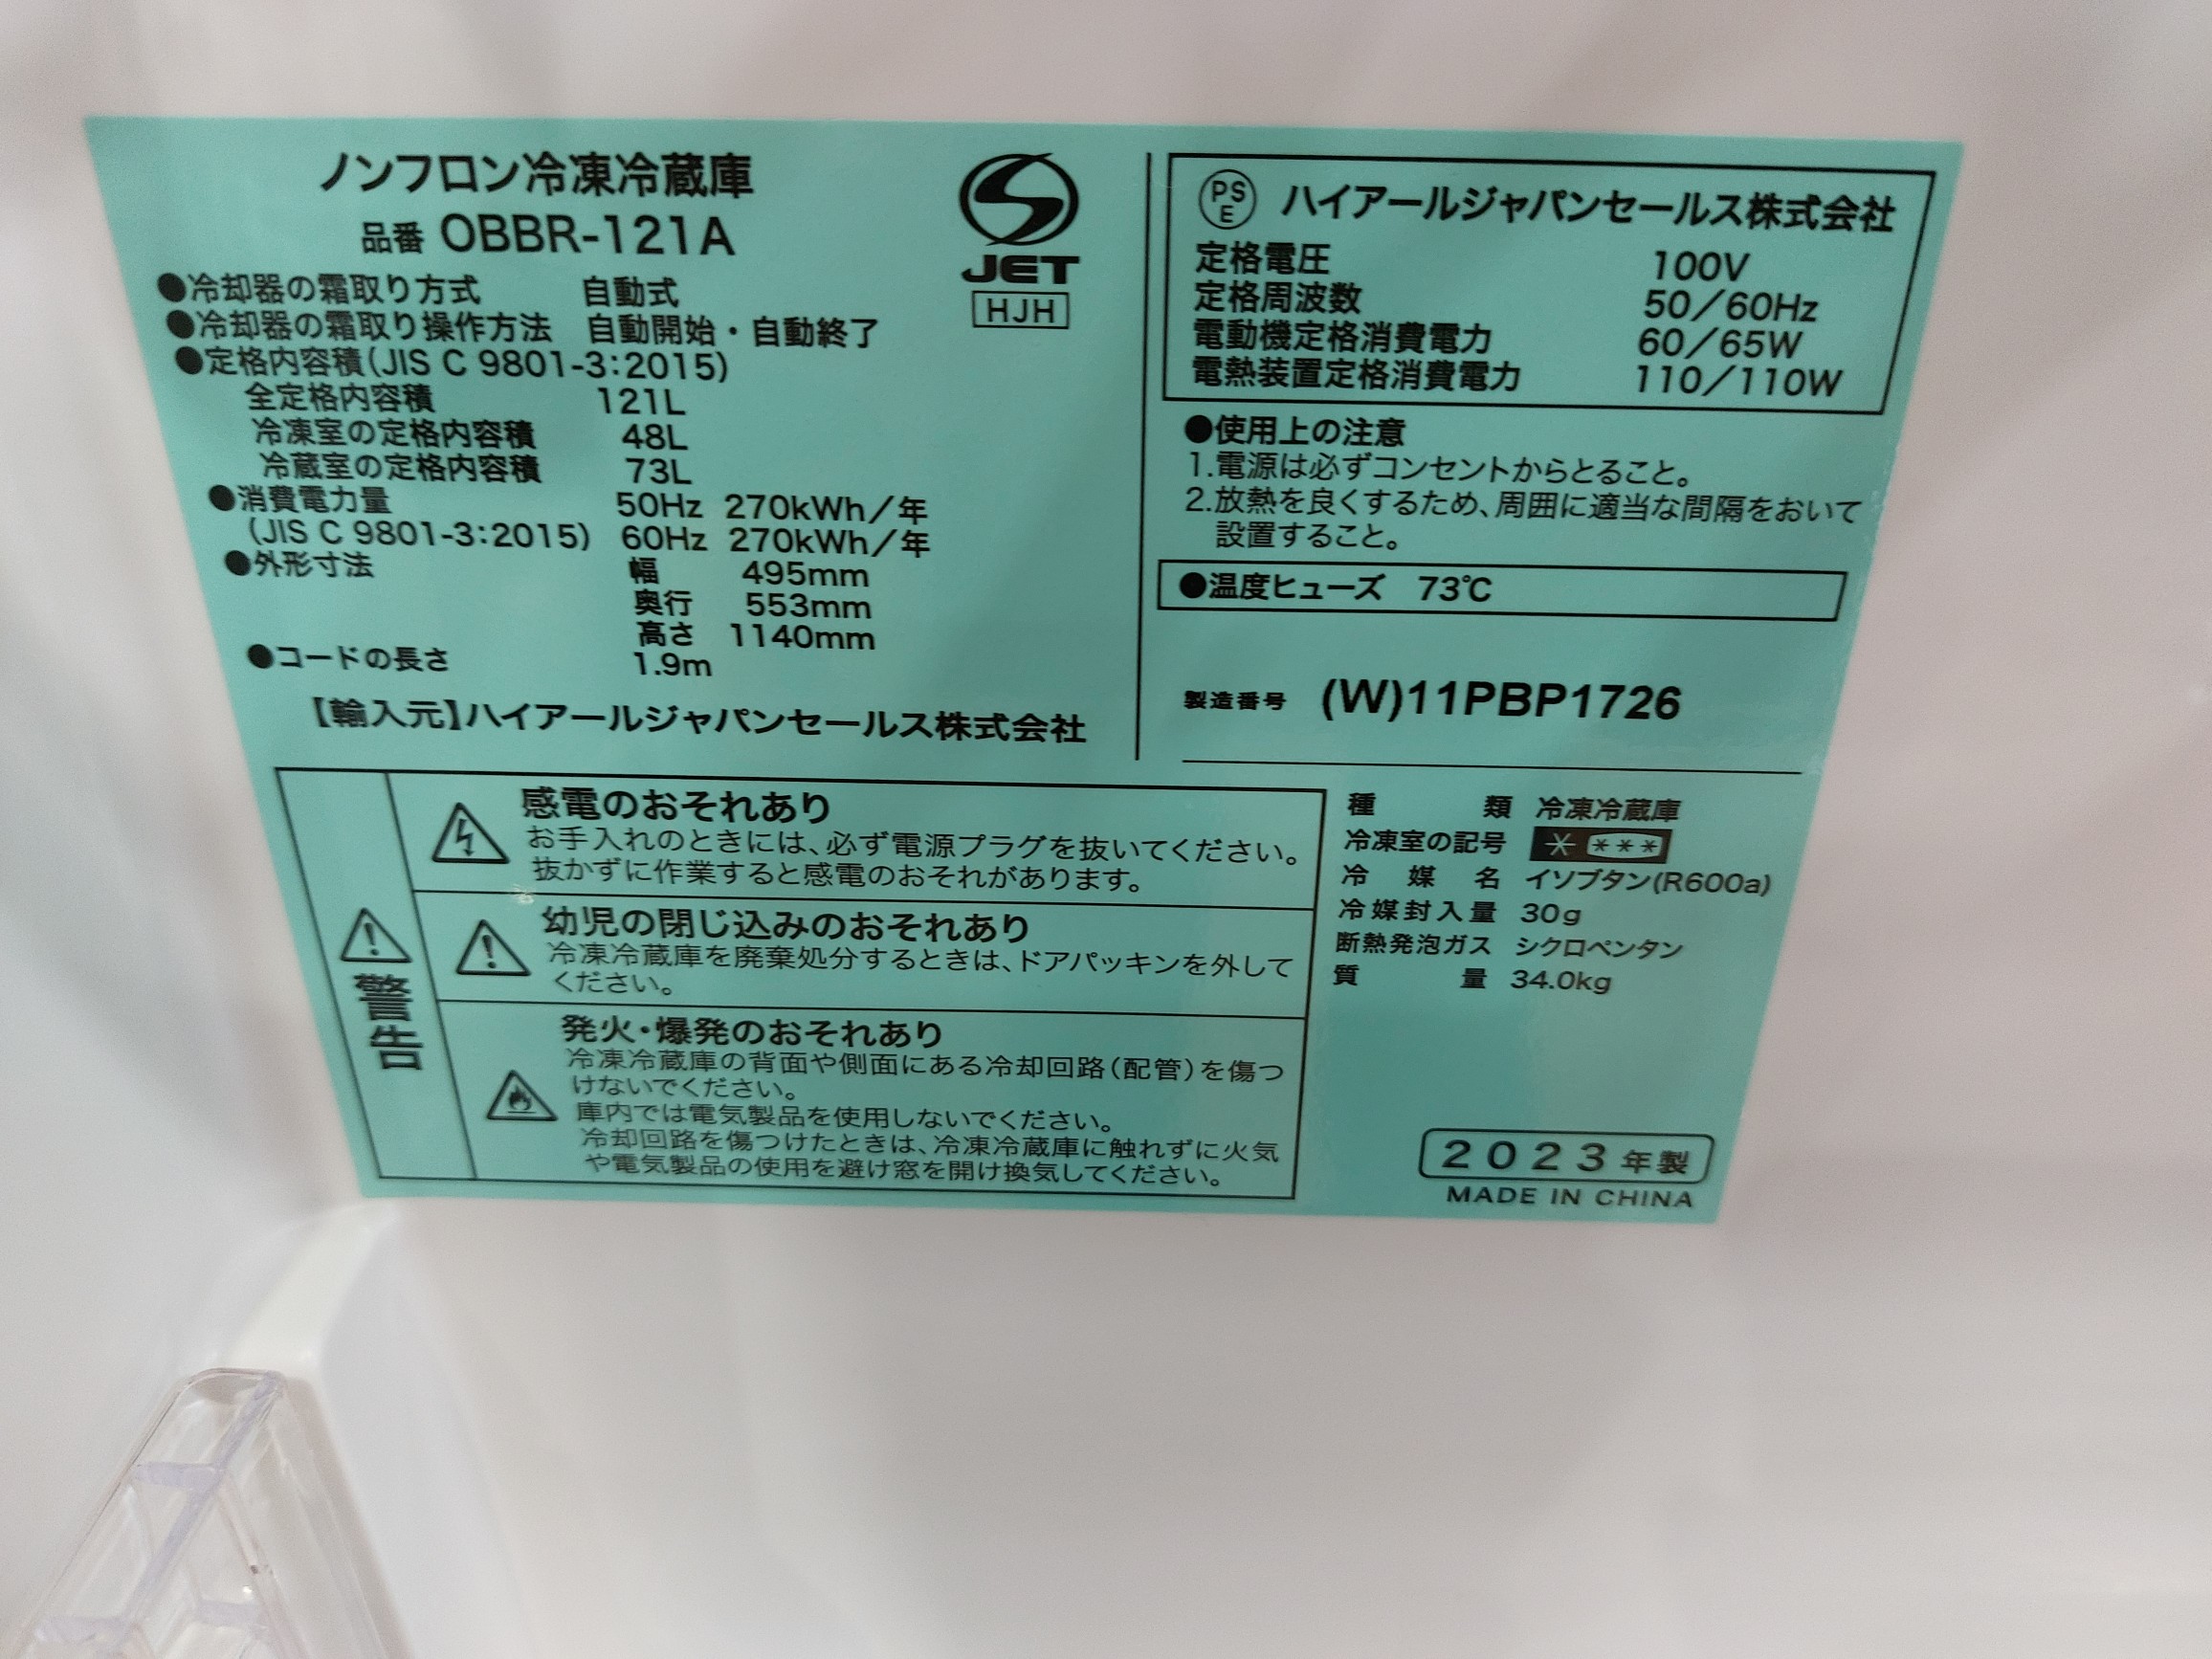 ノンフロン冷凍冷蔵庫
品番 OBBR-121A
JET
HJH
●冷却器の霜取り方式 自動式
●冷却器の霜取り操作方法 自動開始・自動終了
●定格内容積(JIS C 9801-3:2015)
全定格内容積 121L
冷凍室の定格内容積 48L
冷蔵室の定格内容積 73L
●消費電力量 50Hz 270kWh/年
(JIS C 9801-3:2015) 60Hz 270kWh/年
●外形寸法 幅 495mm
奥行 553mm
高さ 1140mm
●コードの長さ 1.9m
【輸入元】ハイアールジャパンセールス株式会社
PS
E
ハイアールジャパンセールス株式会社
定格電圧 100V
定格周波数 50/60Hz
電動機定格消費電力 60/65W
電熱装置定格消費電力 110/110W
●使用上の注意
1.電源は必ずコンセントからとること。
2.放熱を良くするため、周囲に適当な間隔をおいて
設置すること。
●温度ヒューズ 73℃
製造番号 (W)11PBP1726
警告
感電のおそれあり
お手入れのときには、必ず電源プラグを抜いてください。
抜かずに作業すると感電のおそれがあります。
幼児の閉じ込みのおそれあり
冷凍冷蔵庫を廃棄処分するときは、ドアパッキンを外して
ください。
発火・爆発のおそれあり
冷凍冷蔵庫の背面や側面にある冷却回路(配管)を傷つ
けないでください。
庫内では電気製品を使用しないでください。
冷却回路を傷つけたときは、冷凍冷蔵庫に触れずに火気
や電気製品の使用を避け窓を開け換気してください。
種類 冷凍冷蔵庫
冷凍室の記号 * ***
冷媒名 イソブタン(R600a)
冷媒封入量 30g
断熱発泡ガス シクロペンタン
質量 34.0kg
2023年製
MADE IN CHINA